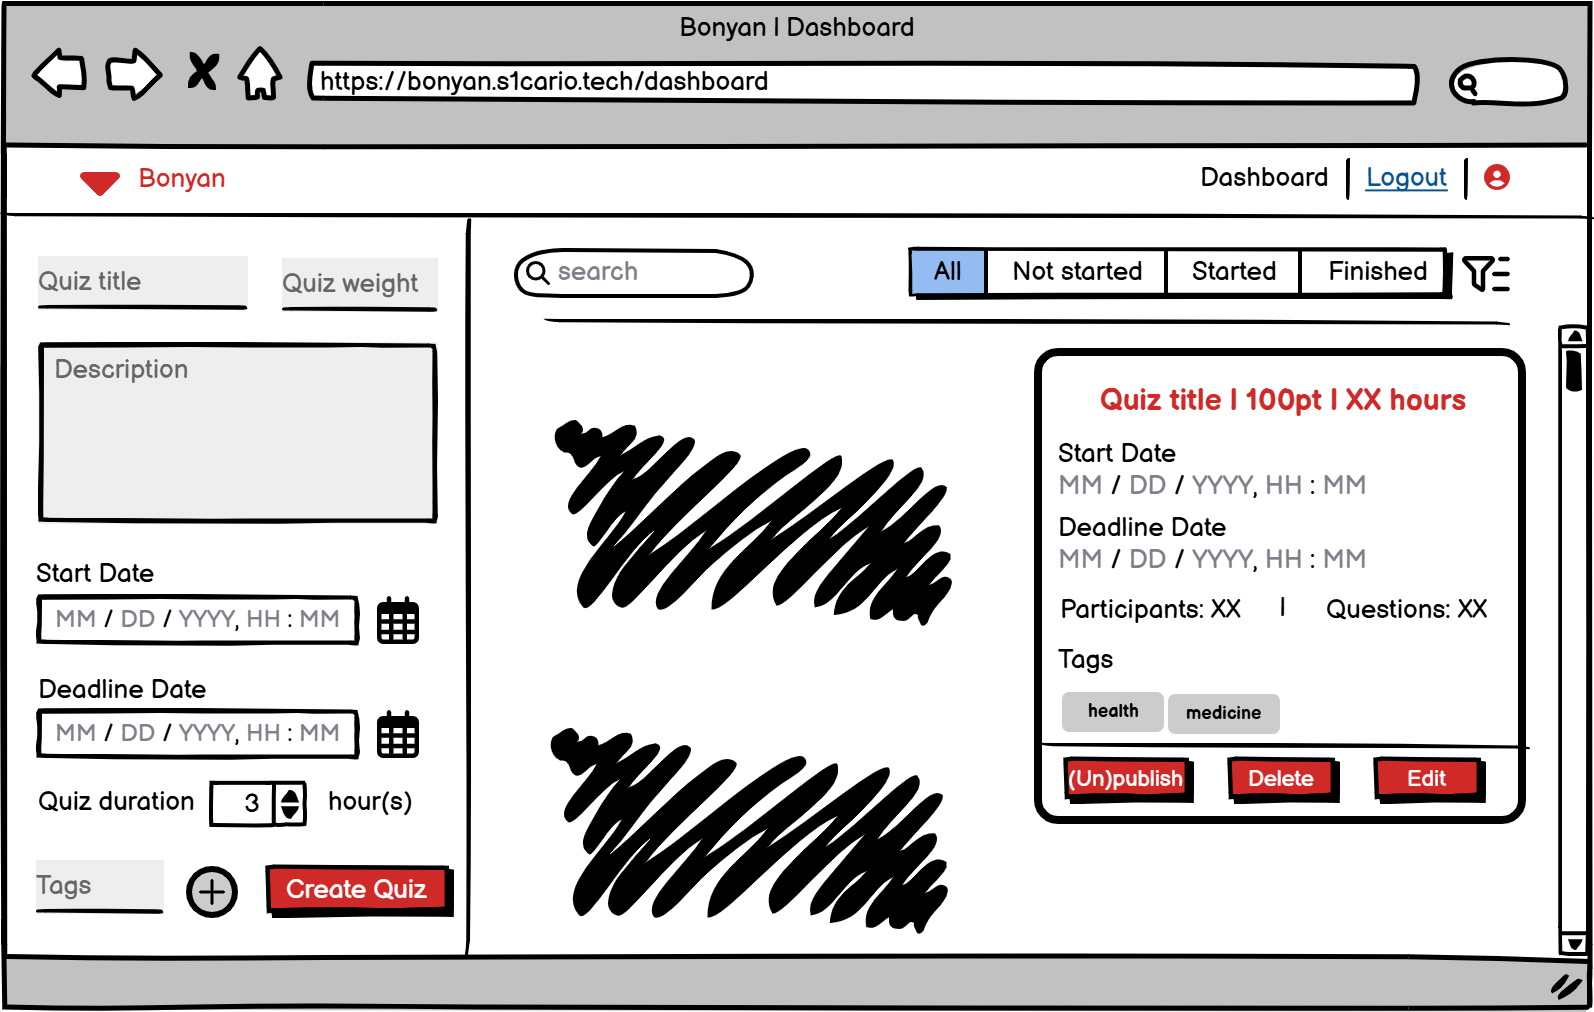 Bonyan | Dashboard
https://bonyan.s1cario.tech/dashboard
Bonyan
Dashboard | Logout |
Quiz title
Quiz weight
Description
Start Date
MM / DD / YYYY, HH : MM
Deadline Date
MM / DD / YYYY, HH : MM
Quiz duration 3 hour(s)
Tags
Create Quiz
search
All
Not started
Started
Finished
Quiz title | 100pt | XX hours
Start Date
MM / DD / YYYY, HH : MM
Deadline Date
MM / DD / YYYY, HH : MM
Participants: XX | Questions: XX
Tags
health
medicine
(Un)publish
Delete
Edit